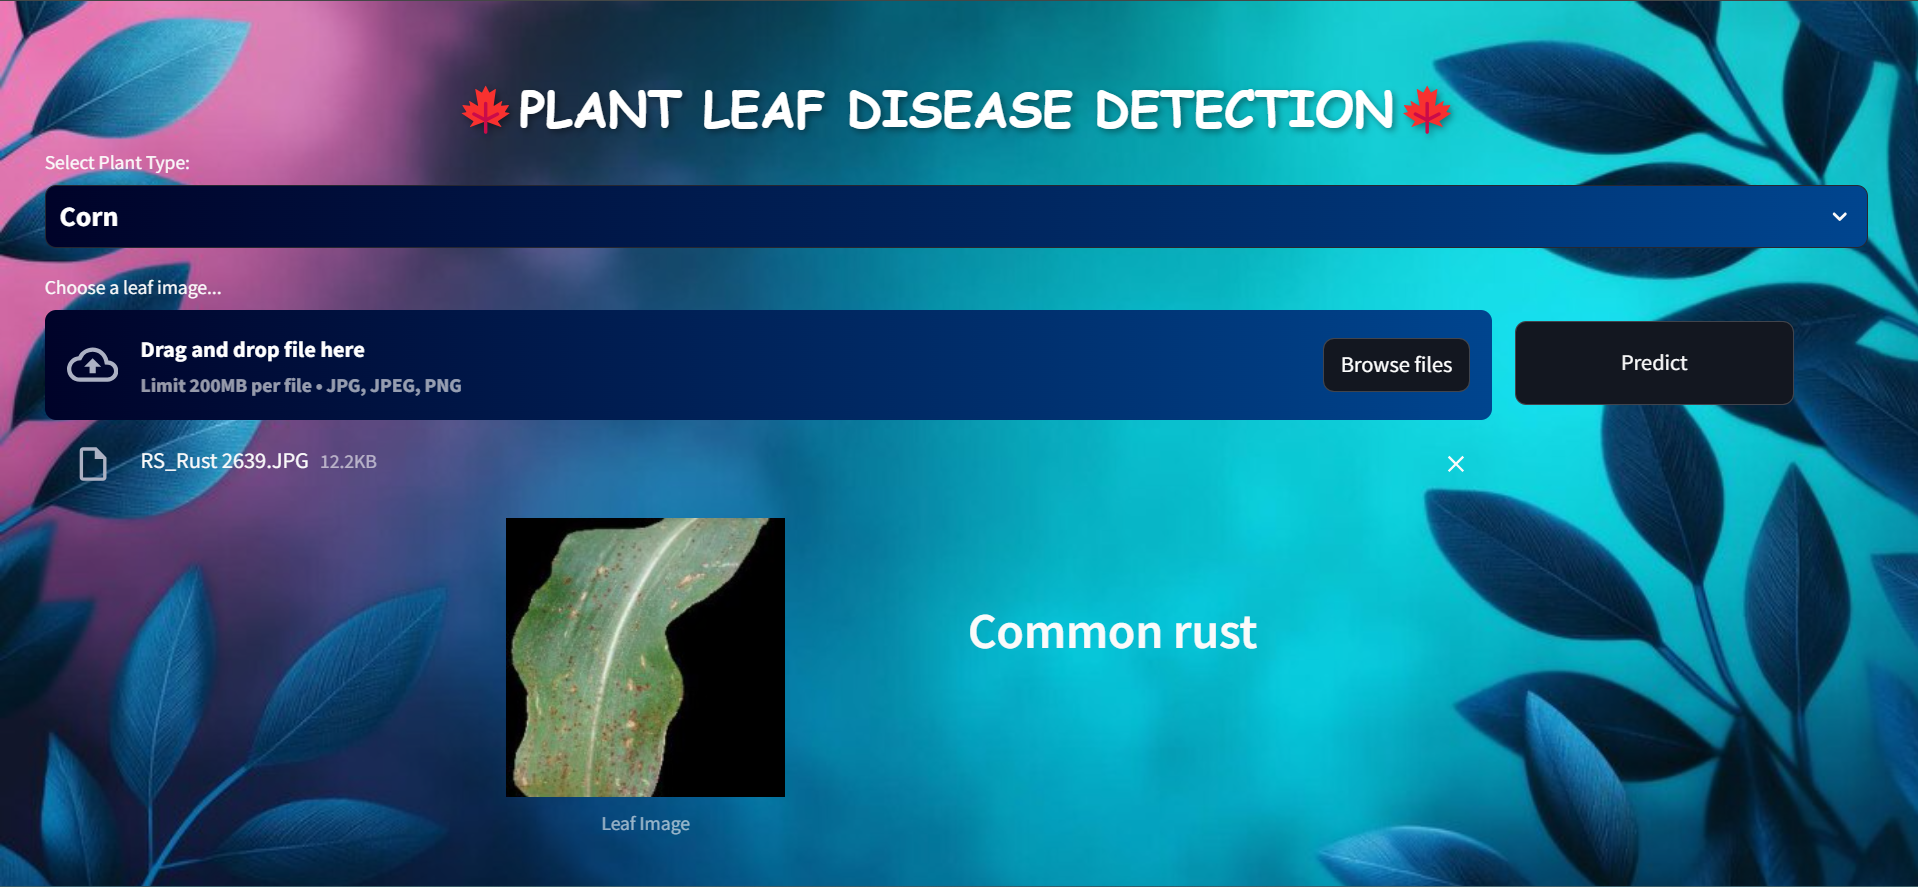 🍁PLANT LEAF DISEASE DETECTION🍁
Select Plant Type:
Corn
Choose a leaf image...
Drag and drop file here
Limit 200MB per file • JPG, JPEG, PNG
Browse files
Predict
RS_Rust 2639.JPG 12.2KB
Common rust
Leaf Image